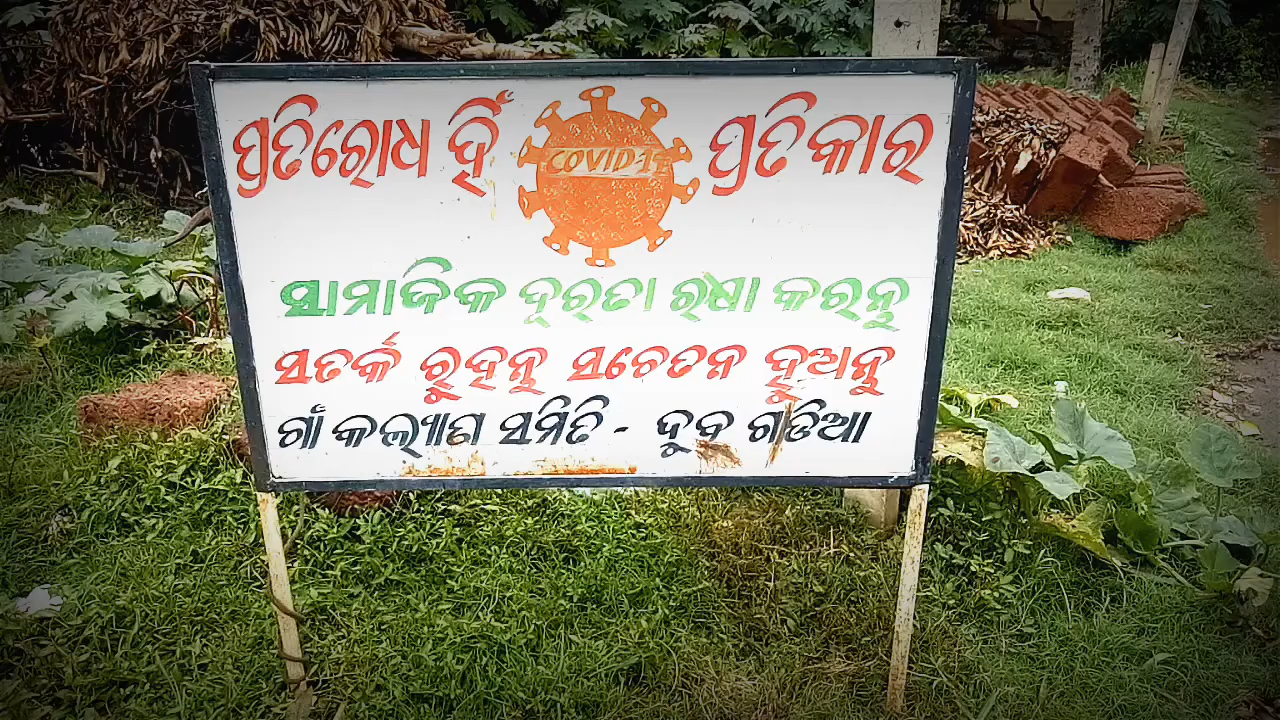 ପ୍ରତିରୋଧ ହିଁ COVID-19 ପ୍ରତିକାର
ସାମାଜିକ ଦୂରତା ରକ୍ଷା କରନ୍ତୁ
ସତର୍କ ରୁହନ୍ତୁ ସଚେତନ ହୁଅନ୍ତୁ
ଗାଁ କଲ୍ୟାଣ ସମିତି - ଦୁବ ଗଡିଆ